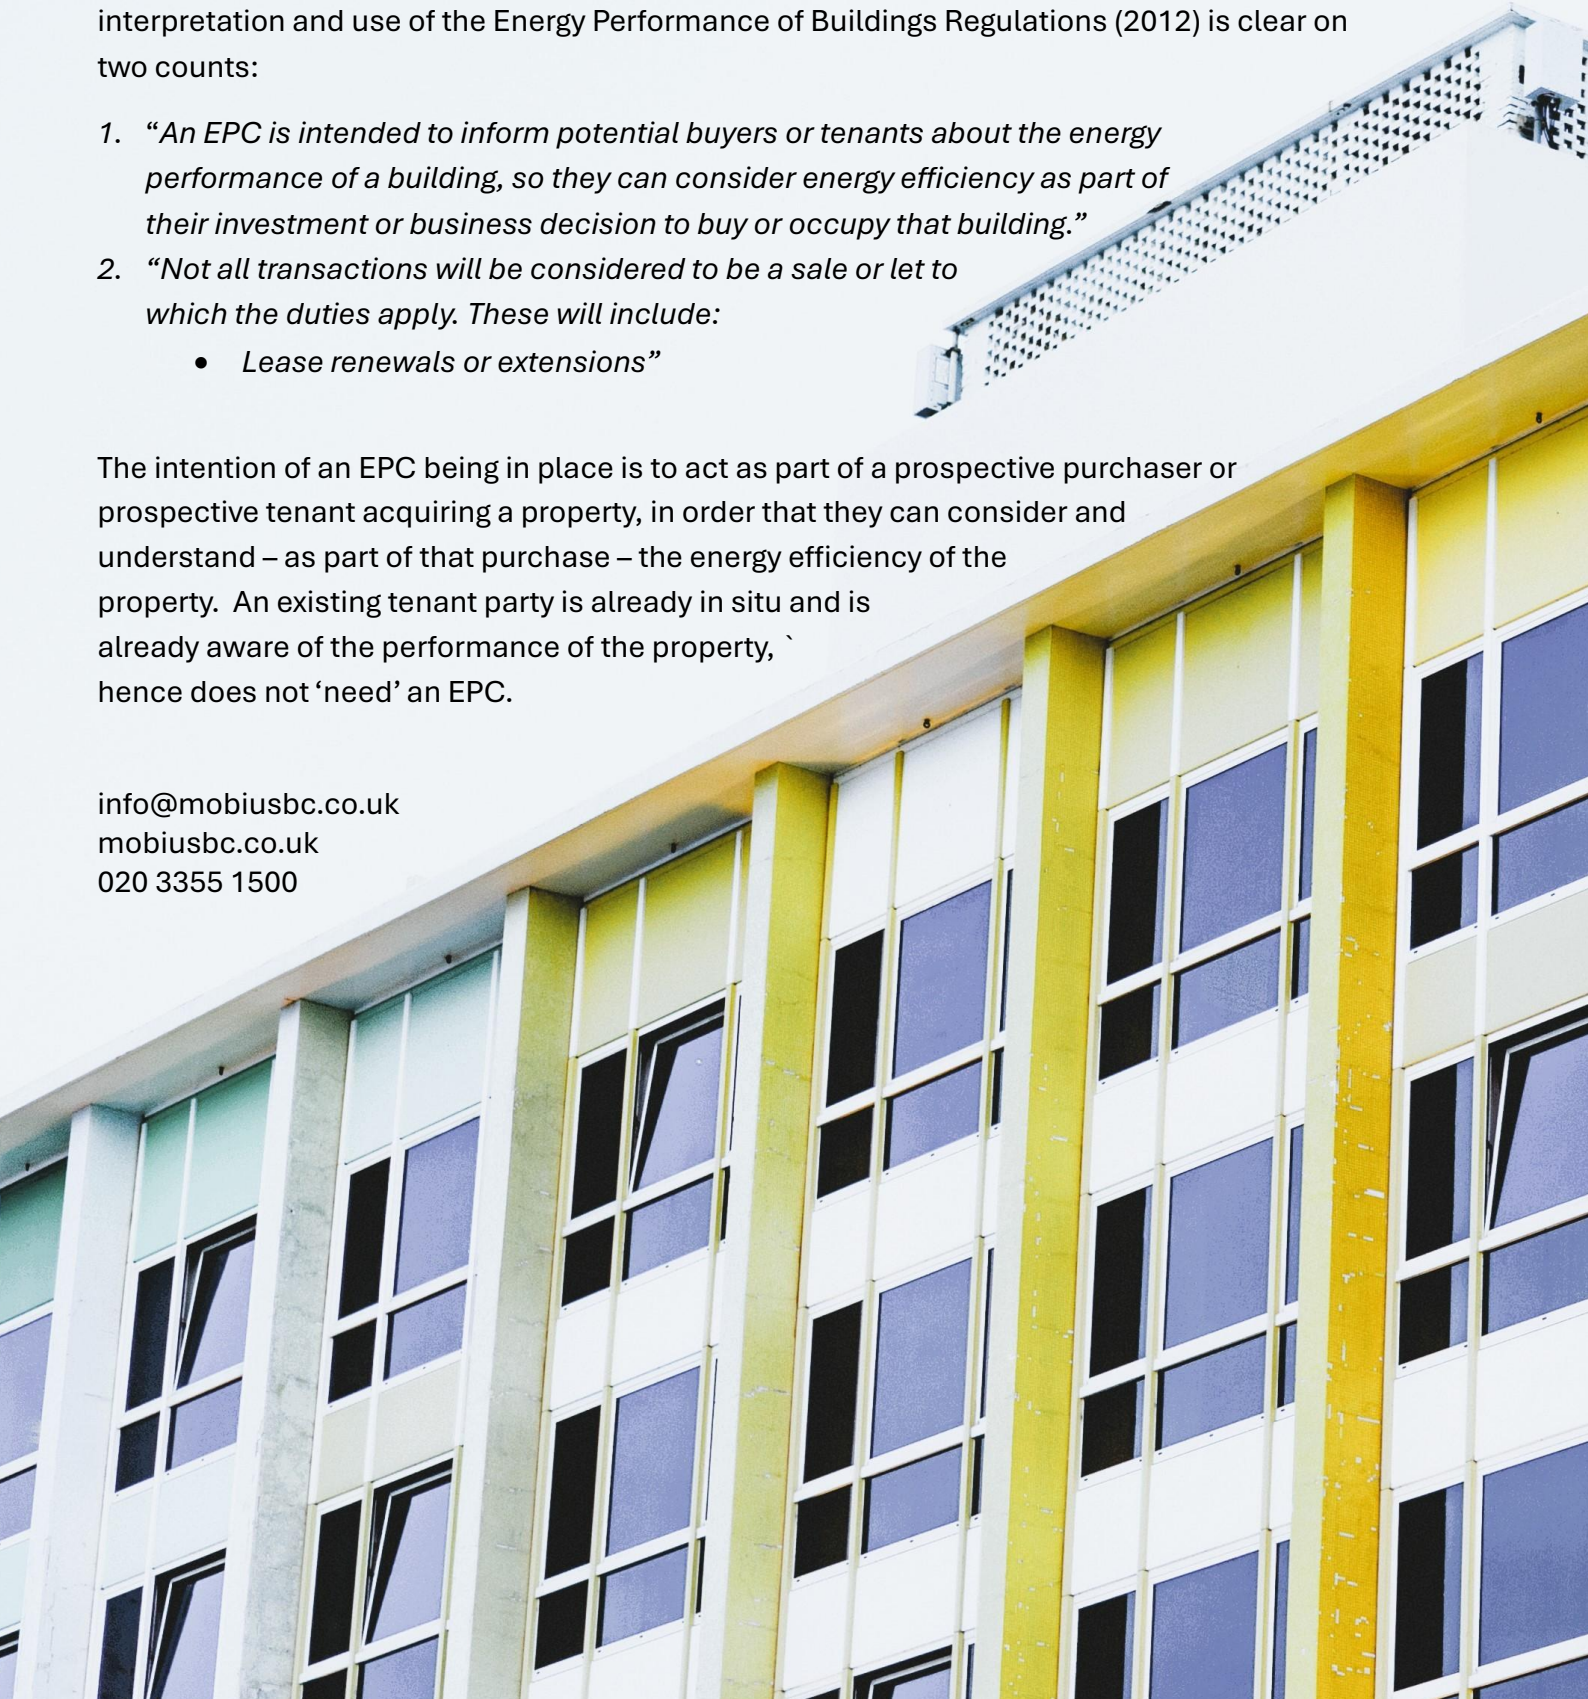 interpretation and use of the Energy Performance of Buildings Regulations (2012) is clear on
two counts:
1. “An EPC is intended to inform potential buyers or tenants about the energy
performance of a building, so they can consider energy efficiency as part of
their investment or business decision to buy or occupy that building.”
2. “Not all transactions will be considered to be a sale or let to
which the duties apply. These will include:
• Lease renewals or extensions”
The intention of an EPC being in place is to act as part of a prospective purchaser or
prospective tenant acquiring a property, in order that they can consider and
understand – as part of that purchase – the energy efficiency of the
property.  An existing tenant party is already in situ and is
already aware of the performance of the property, `
hence does not ‘need’ an EPC.
info@mobiusbc.co.uk
mobiusbc.co.uk
020 3355 1500